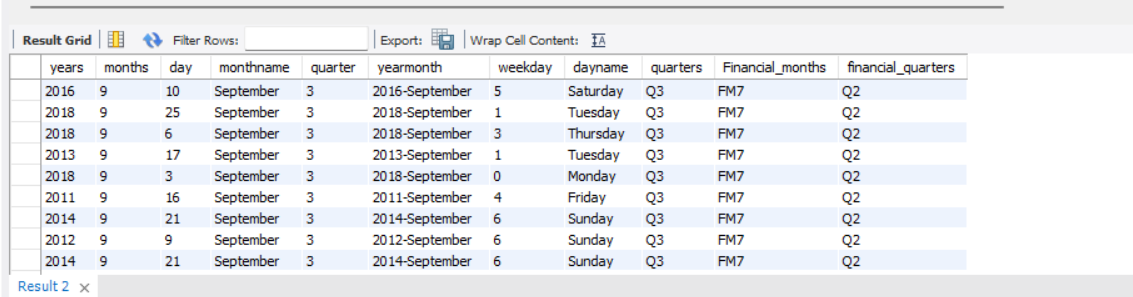 Result Grid Filter Rows: Export: Wrap Cell Content: IA
years months day monthname quarter yearmonth weekday dayname quarters Financial_months financial_quarters
2016 9 10 September 3 2016-September 5 Saturday Q3 FM7 Q2
2018 9 25 September 3 2018-September 1 Tuesday Q3 FM7 Q2
2018 9 6 September 3 2018-September 3 Thursday Q3 FM7 Q2
2013 9 17 September 3 2013-September 1 Tuesday Q3 FM7 Q2
2018 9 3 September 3 2018-September 0 Monday Q3 FM7 Q2
2011 9 16 September 3 2011-September 4 Friday Q3 FM7 Q2
2014 9 21 September 3 2014-September 6 Sunday Q3 FM7 Q2
2012 9 9 September 3 2012-September 6 Sunday Q3 FM7 Q2
2014 9 21 September 3 2014-September 6 Sunday Q3 FM7 Q2
Result 2 ×